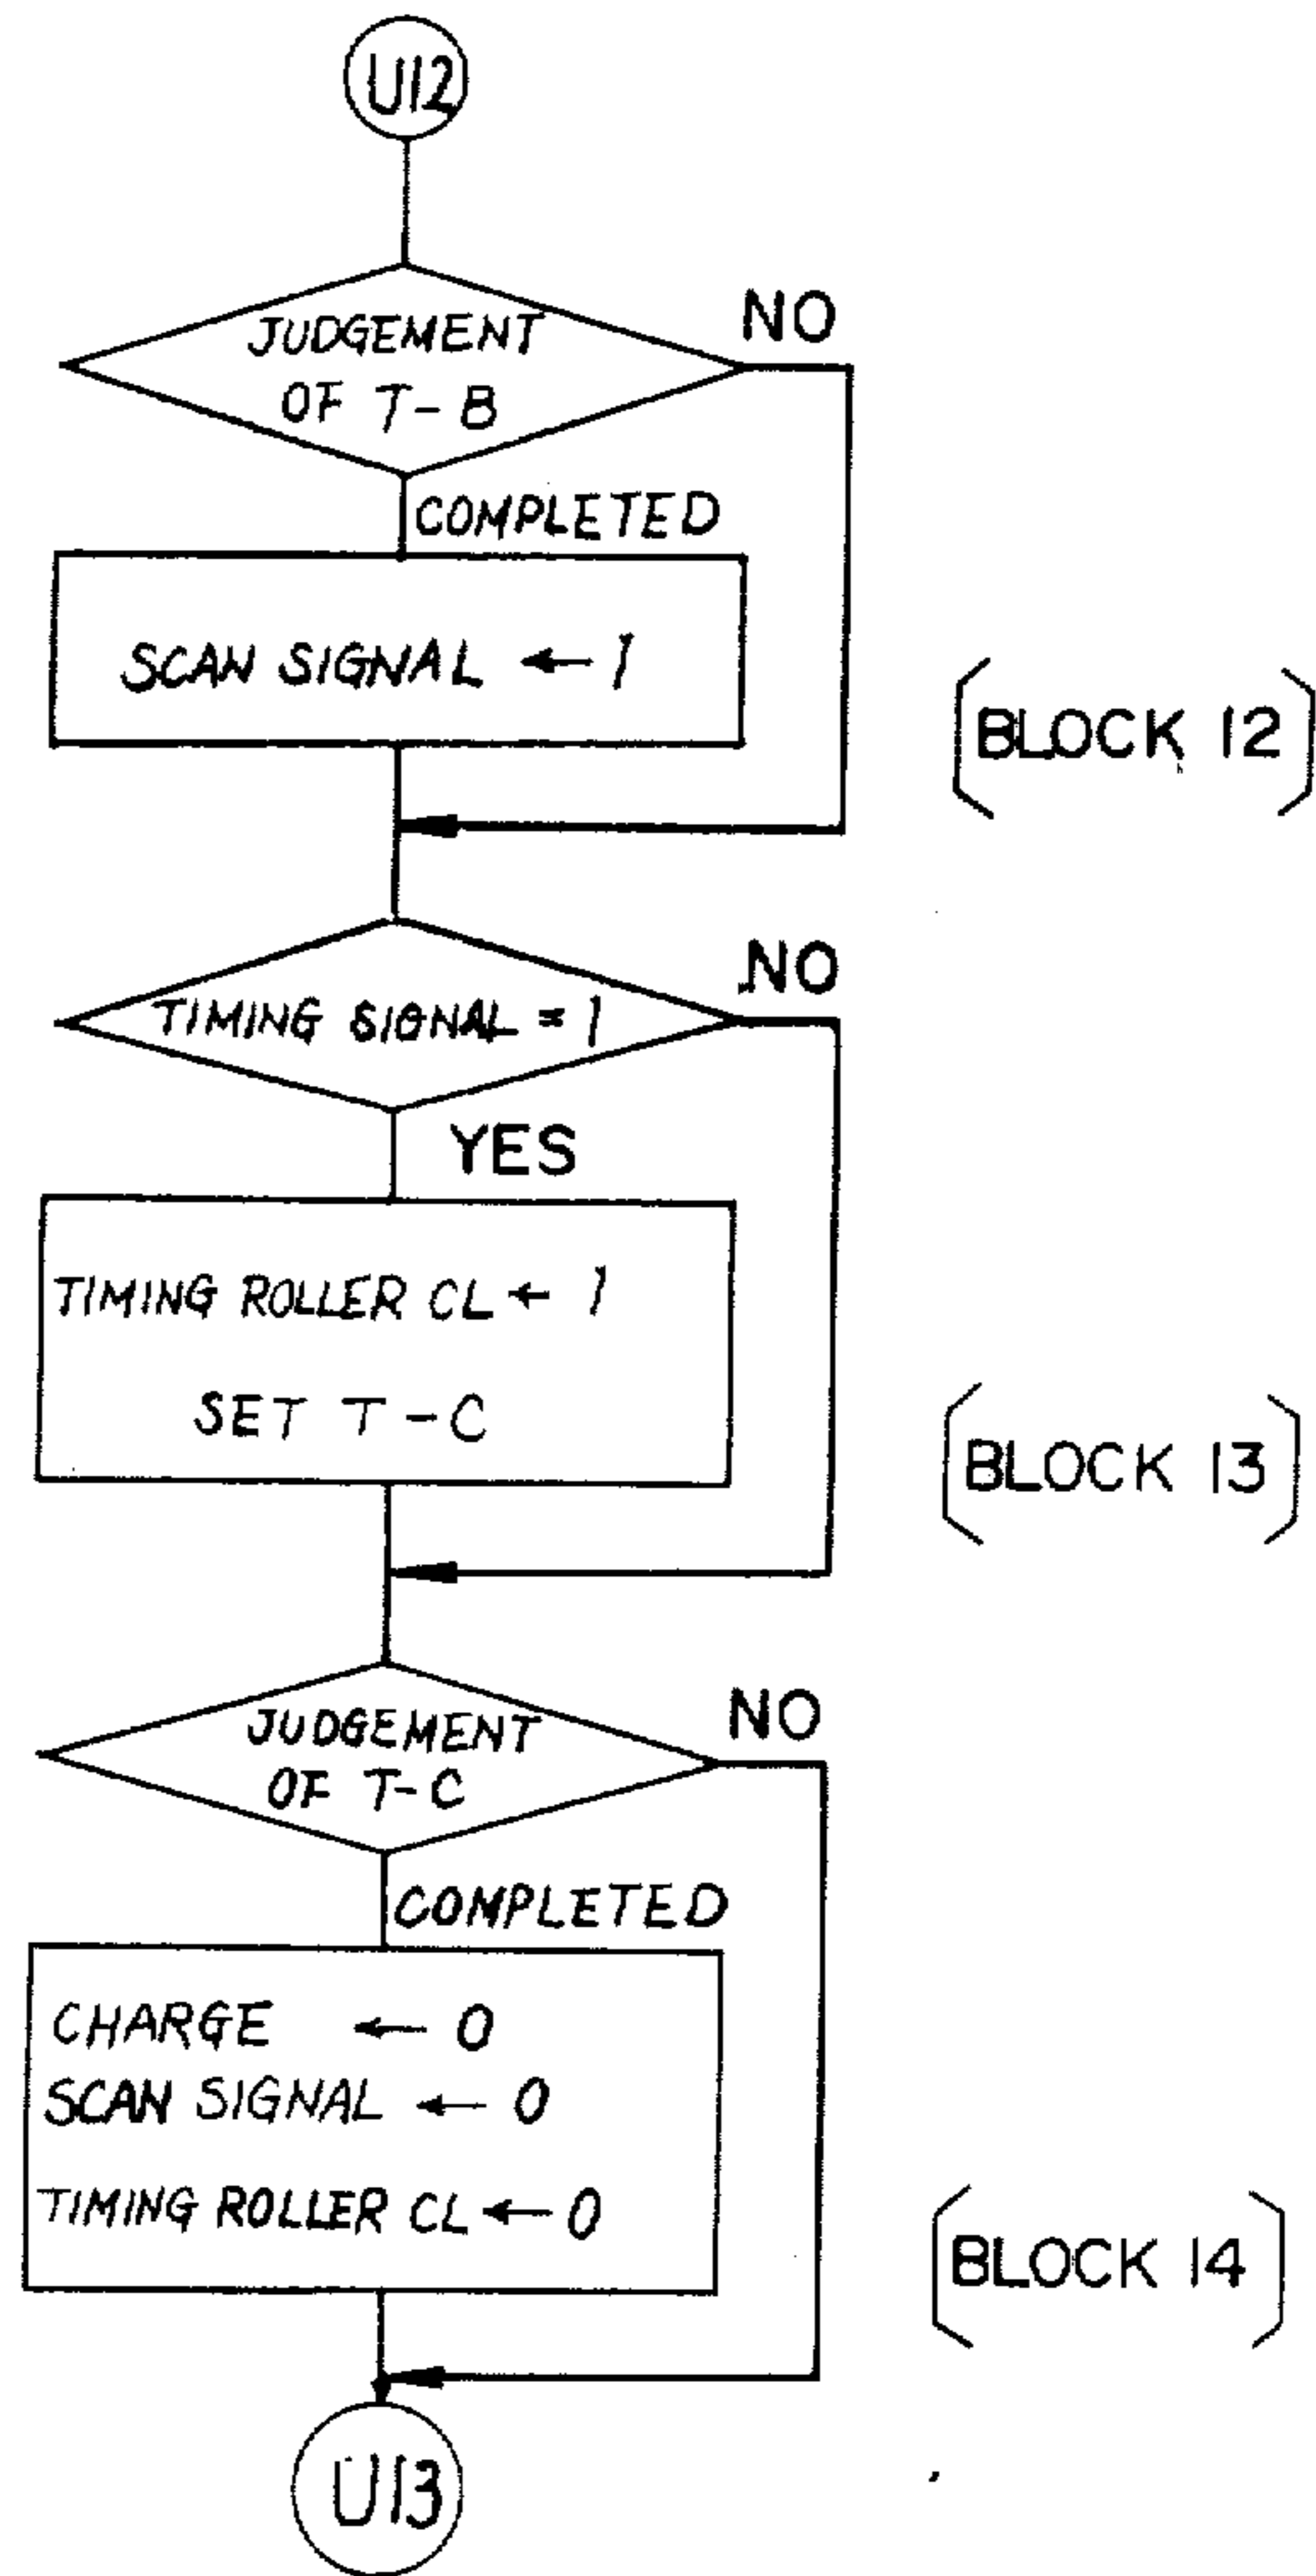 U12
JUDGEMENT
OF T-B
NO
COMPLETED
SCAN SIGNAL ← 1
[BLOCK 12]
TIMING SIGNAL = 1
NO
YES
TIMING ROLLER CL ← 1
SET T-C
[BLOCK 13]
JUDGEMENT
OF T-C
NO
COMPLETED
CHARGE ← 0
SCAN SIGNAL ← 0
TIMING ROLLER CL ← 0
[BLOCK 14]
U13